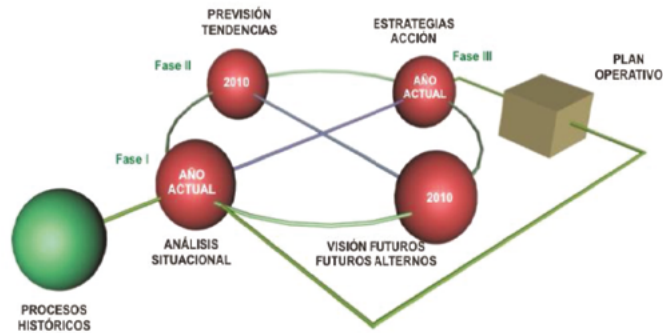 PREVISIÓN
TENDENCIAS
ESTRATEGIAS
ACCIÓN
Fase II
2010
AÑO
ACTUAL
Fase III
PLAN
OPERATIVO
Fase I
AÑO
ACTUAL
2010
ANÁLISIS
SITUACIONAL
VISIÓN FUTUROS
FUTUROS ALTERNOS
PROCESOS
HISTÓRICOS